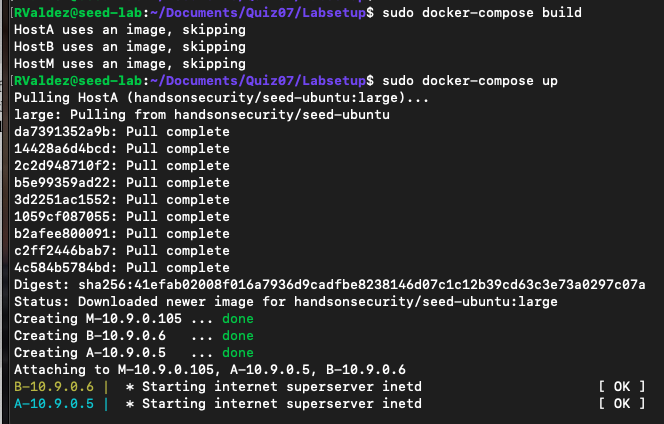 [RValdez@seed-lab:~/Documents/Quiz07/Labsetup$ sudo docker-compose build
HostA uses an image, skipping
HostB uses an image, skipping
HostM uses an image, skipping
[RValdez@seed-lab:~/Documents/Quiz07/Labsetup$ sudo docker-compose up
Pulling HostA (handsonsecurity/seed-ubuntu:large)...
large: Pulling from handsonsecurity/seed-ubuntu
da7391352a9b: Pull complete
14428a6d4bcd: Pull complete
2c2d948710f2: Pull complete
b5e99359ad22: Pull complete
3d2251ac1552: Pull complete
1059cf087055: Pull complete
b2afee800091: Pull complete
c2ff2446bab7: Pull complete
4c584b5784bd: Pull complete
Digest: sha256:41efab02008f016a7936d9cadfbe8238146d07c1c12b39cd63c3e73a0297c07a
Status: Downloaded newer image for handsonsecurity/seed-ubuntu:large
Creating M-10.9.0.105 ... done
Creating B-10.9.0.6   ... done
Creating A-10.9.0.5   ... done
Attaching to M-10.9.0.105, A-10.9.0.5, B-10.9.0.6
B-10.9.0.6 |  * Starting internet superserver inetd [ OK ]
A-10.9.0.5 |  * Starting internet superserver inetd [ OK ]